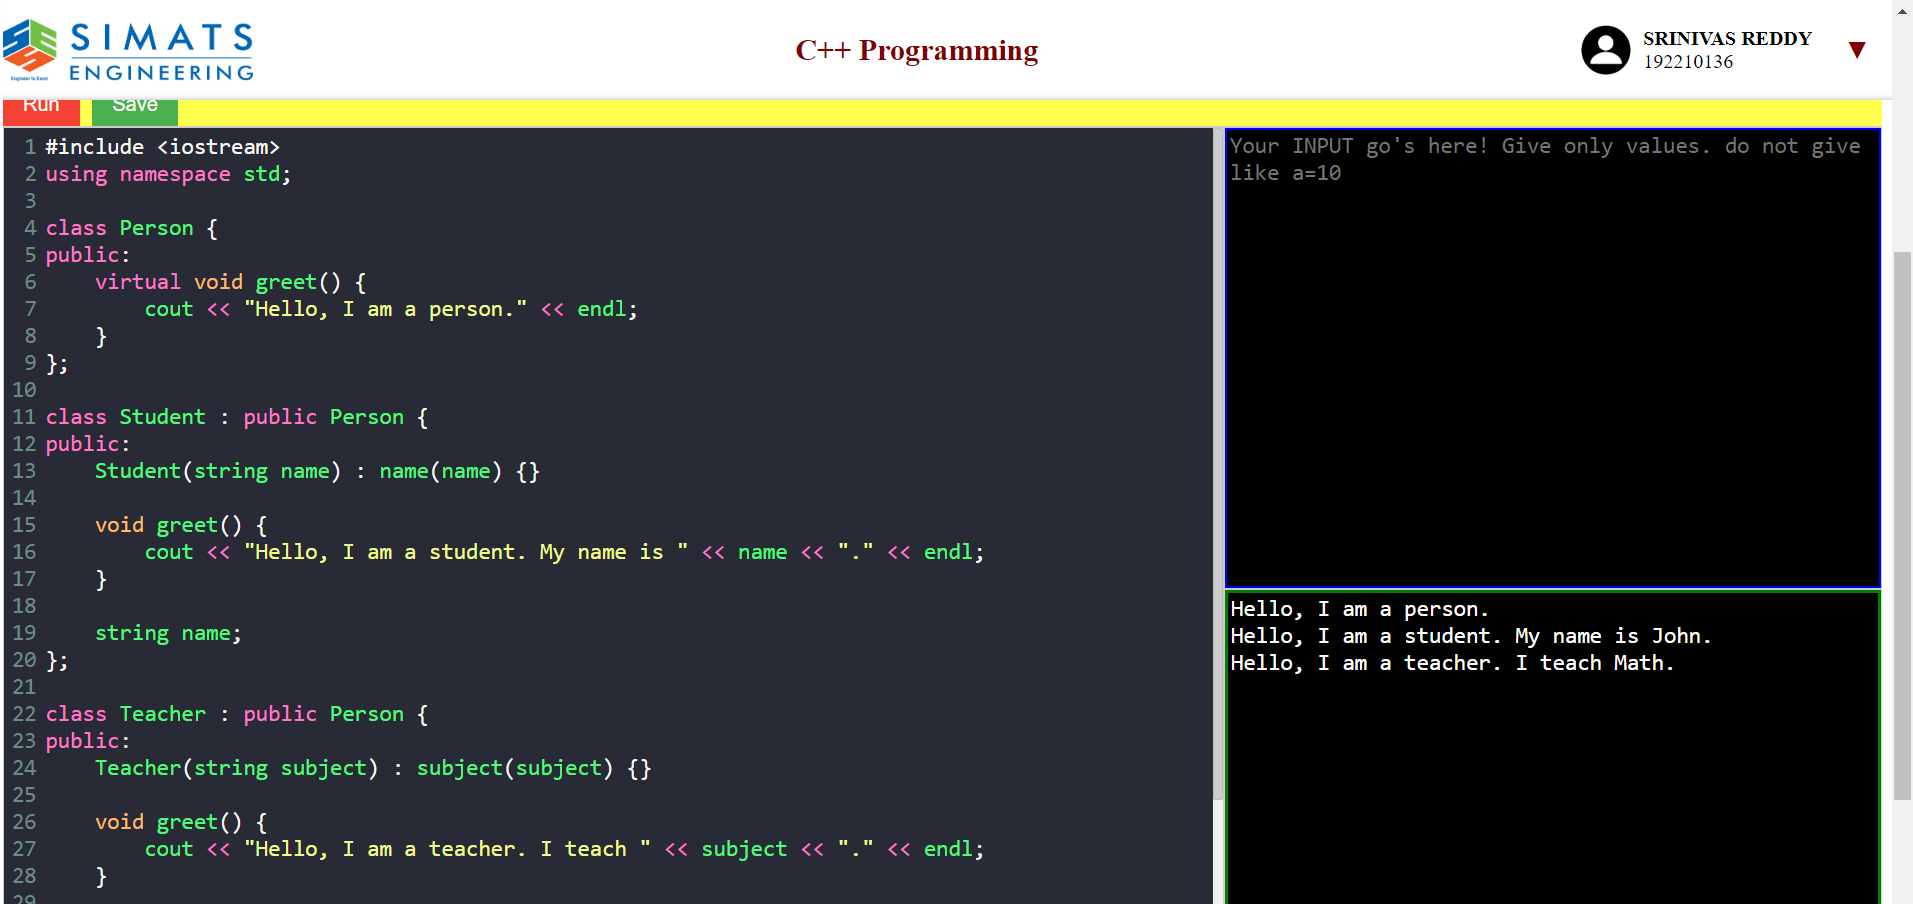 SIMATS
ENGINEERING
Engineer to Excel
C++ Programming
SRINIVAS REDDY
192210136
▼
Run Save
1 #include <iostream>
2 using namespace std;
3
4 class Person {
5 public:
6     virtual void greet() {
7         cout << "Hello, I am a person." << endl;
8     }
9 };
10
11 class Student : public Person {
12 public:
13     Student(string name) : name(name) {}
14
15     void greet() {
16         cout << "Hello, I am a student. My name is " << name << "." << endl;
17     }
18
19     string name;
20 };
21
22 class Teacher : public Person {
23 public:
24     Teacher(string subject) : subject(subject) {}
25
26     void greet() {
27         cout << "Hello, I am a teacher. I teach " << subject << "." << endl;
28     }
29
Your INPUT go's here! Give only values. do not give
like a=10
Hello, I am a person.
Hello, I am a student. My name is John.
Hello, I am a teacher. I teach Math.